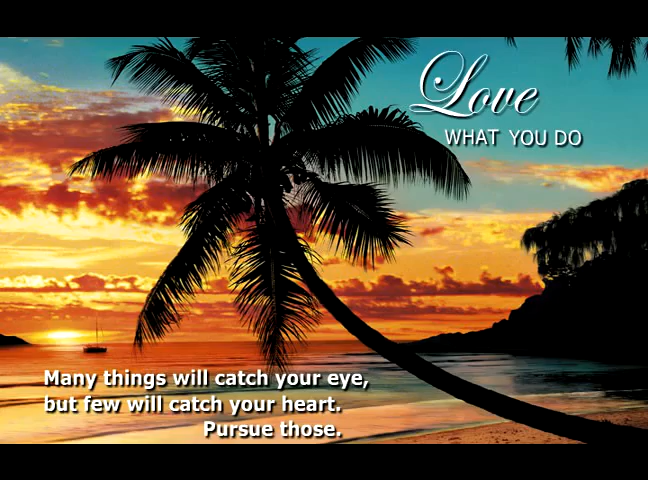 Love
WHAT YOU DO
Many things will catch your eye,
but few will catch your heart.
Pursue those.